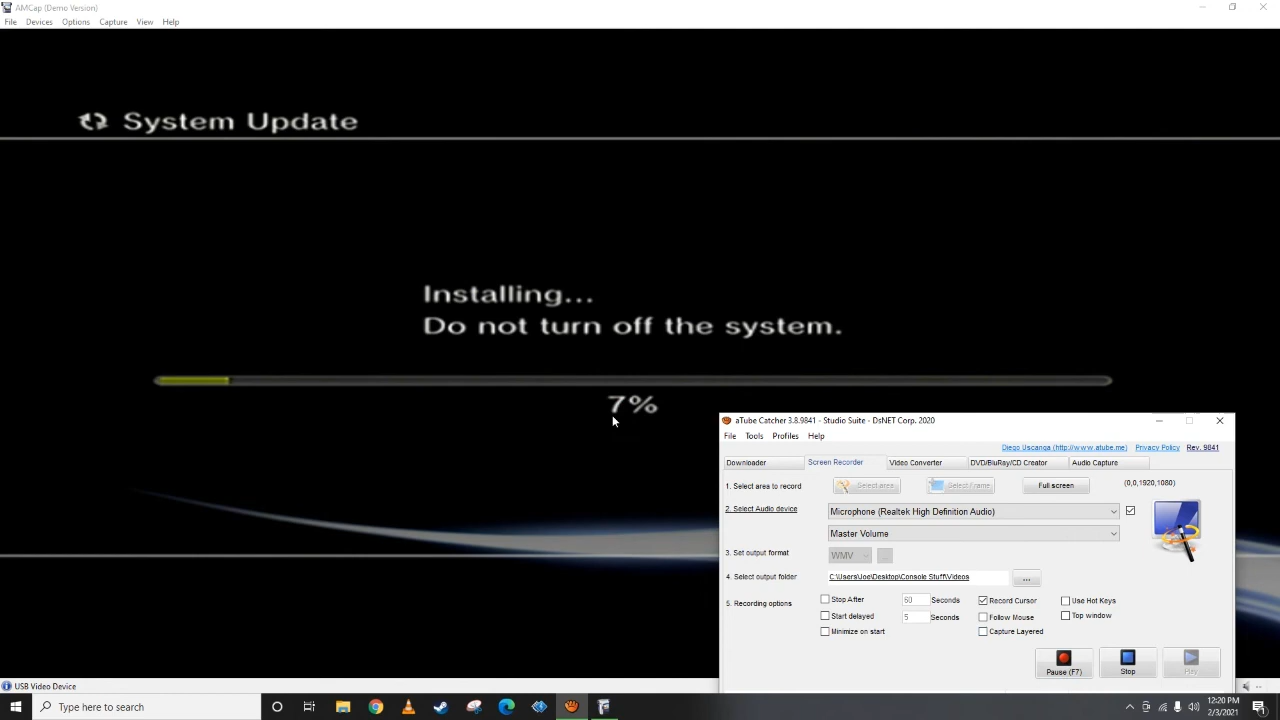 AMCap (Demo Version)
File Devices Options Capture View Help
System Update
Installing...
Do not turn off the system.
7%
aTube Catcher 3.8.9841 - Studio Suite - DsNET Corp. 2020
File Tools Profiles Help
Diego Uscanga (http://www.atube.me) Privacy Policy Rev. 9841
Downloader Screen Recorder Video Converter DVD/BluRay/CD Creator Audio Capture
1. Select area to record Select area Select Frame Full screen (0,0,1920,1080)
2. Select Audio device Microphone (Realtek High Definition Audio)
Master Volume
3. Set output format WMV ...
4. Select output folder C:\Users\Joe\Desktop\Console Stuff\Videos ...
5. Recording options Stop After 60 Seconds Record Cursor Use Hot Keys
Start delayed 5 Seconds Follow Mouse Top window
Minimize on start Capture Layered
Pause (F7) Stop Play
USB Video Device
Type here to search
12:20 PM
2/3/2021